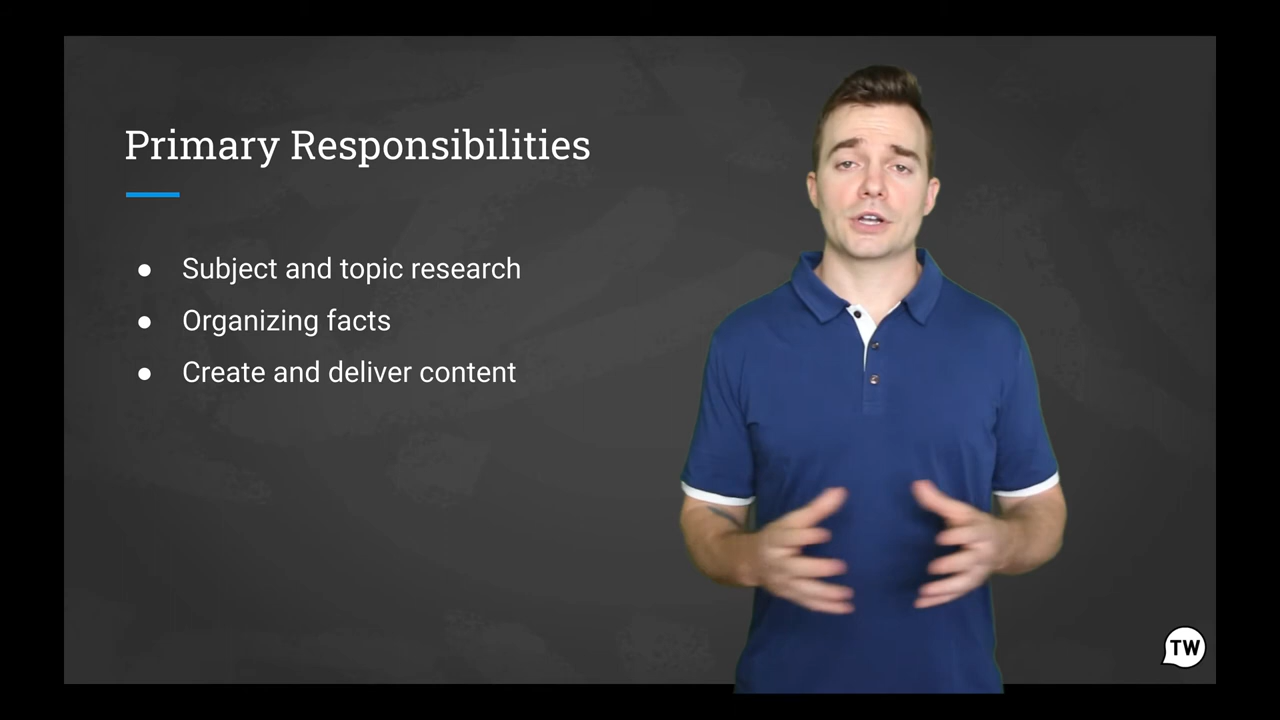 Primary Responsibilities
● Subject and topic research
● Organizing facts
● Create and deliver content
TW